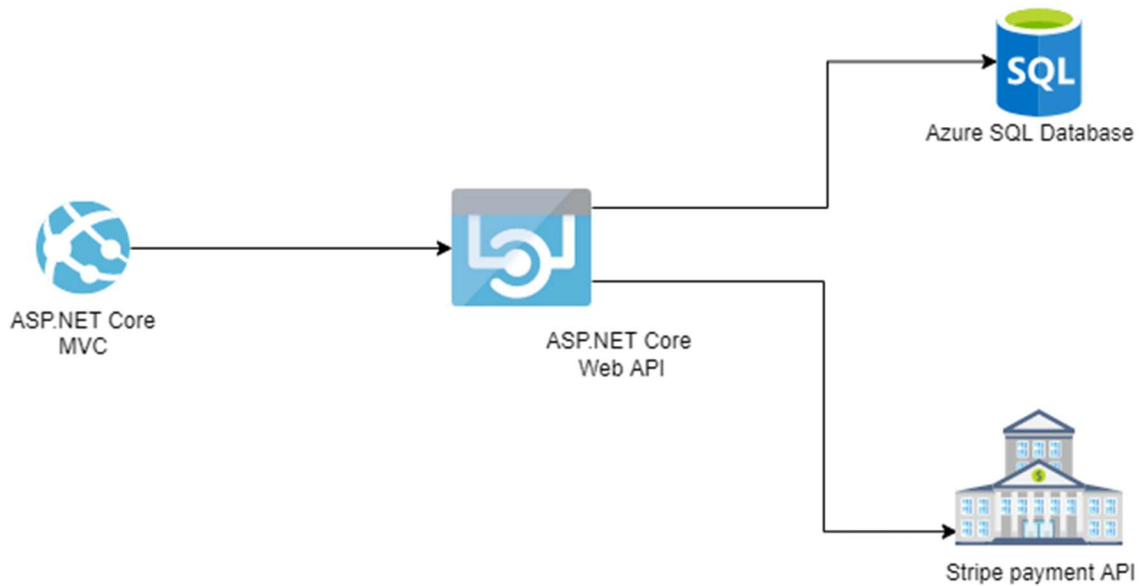 SQL
Azure SQL Database
ASP.NET Core
MVC
ASP.NET Core
Web API
$
Stripe payment API